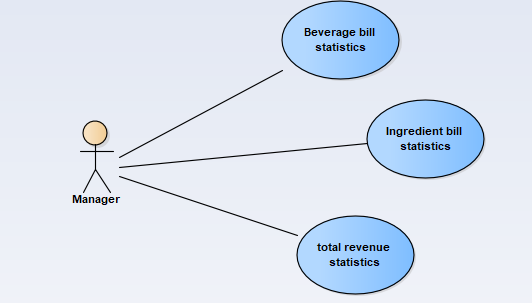 Beverage bill
statistics
Ingredient bill
statistics
Manager
total revenue
statistics